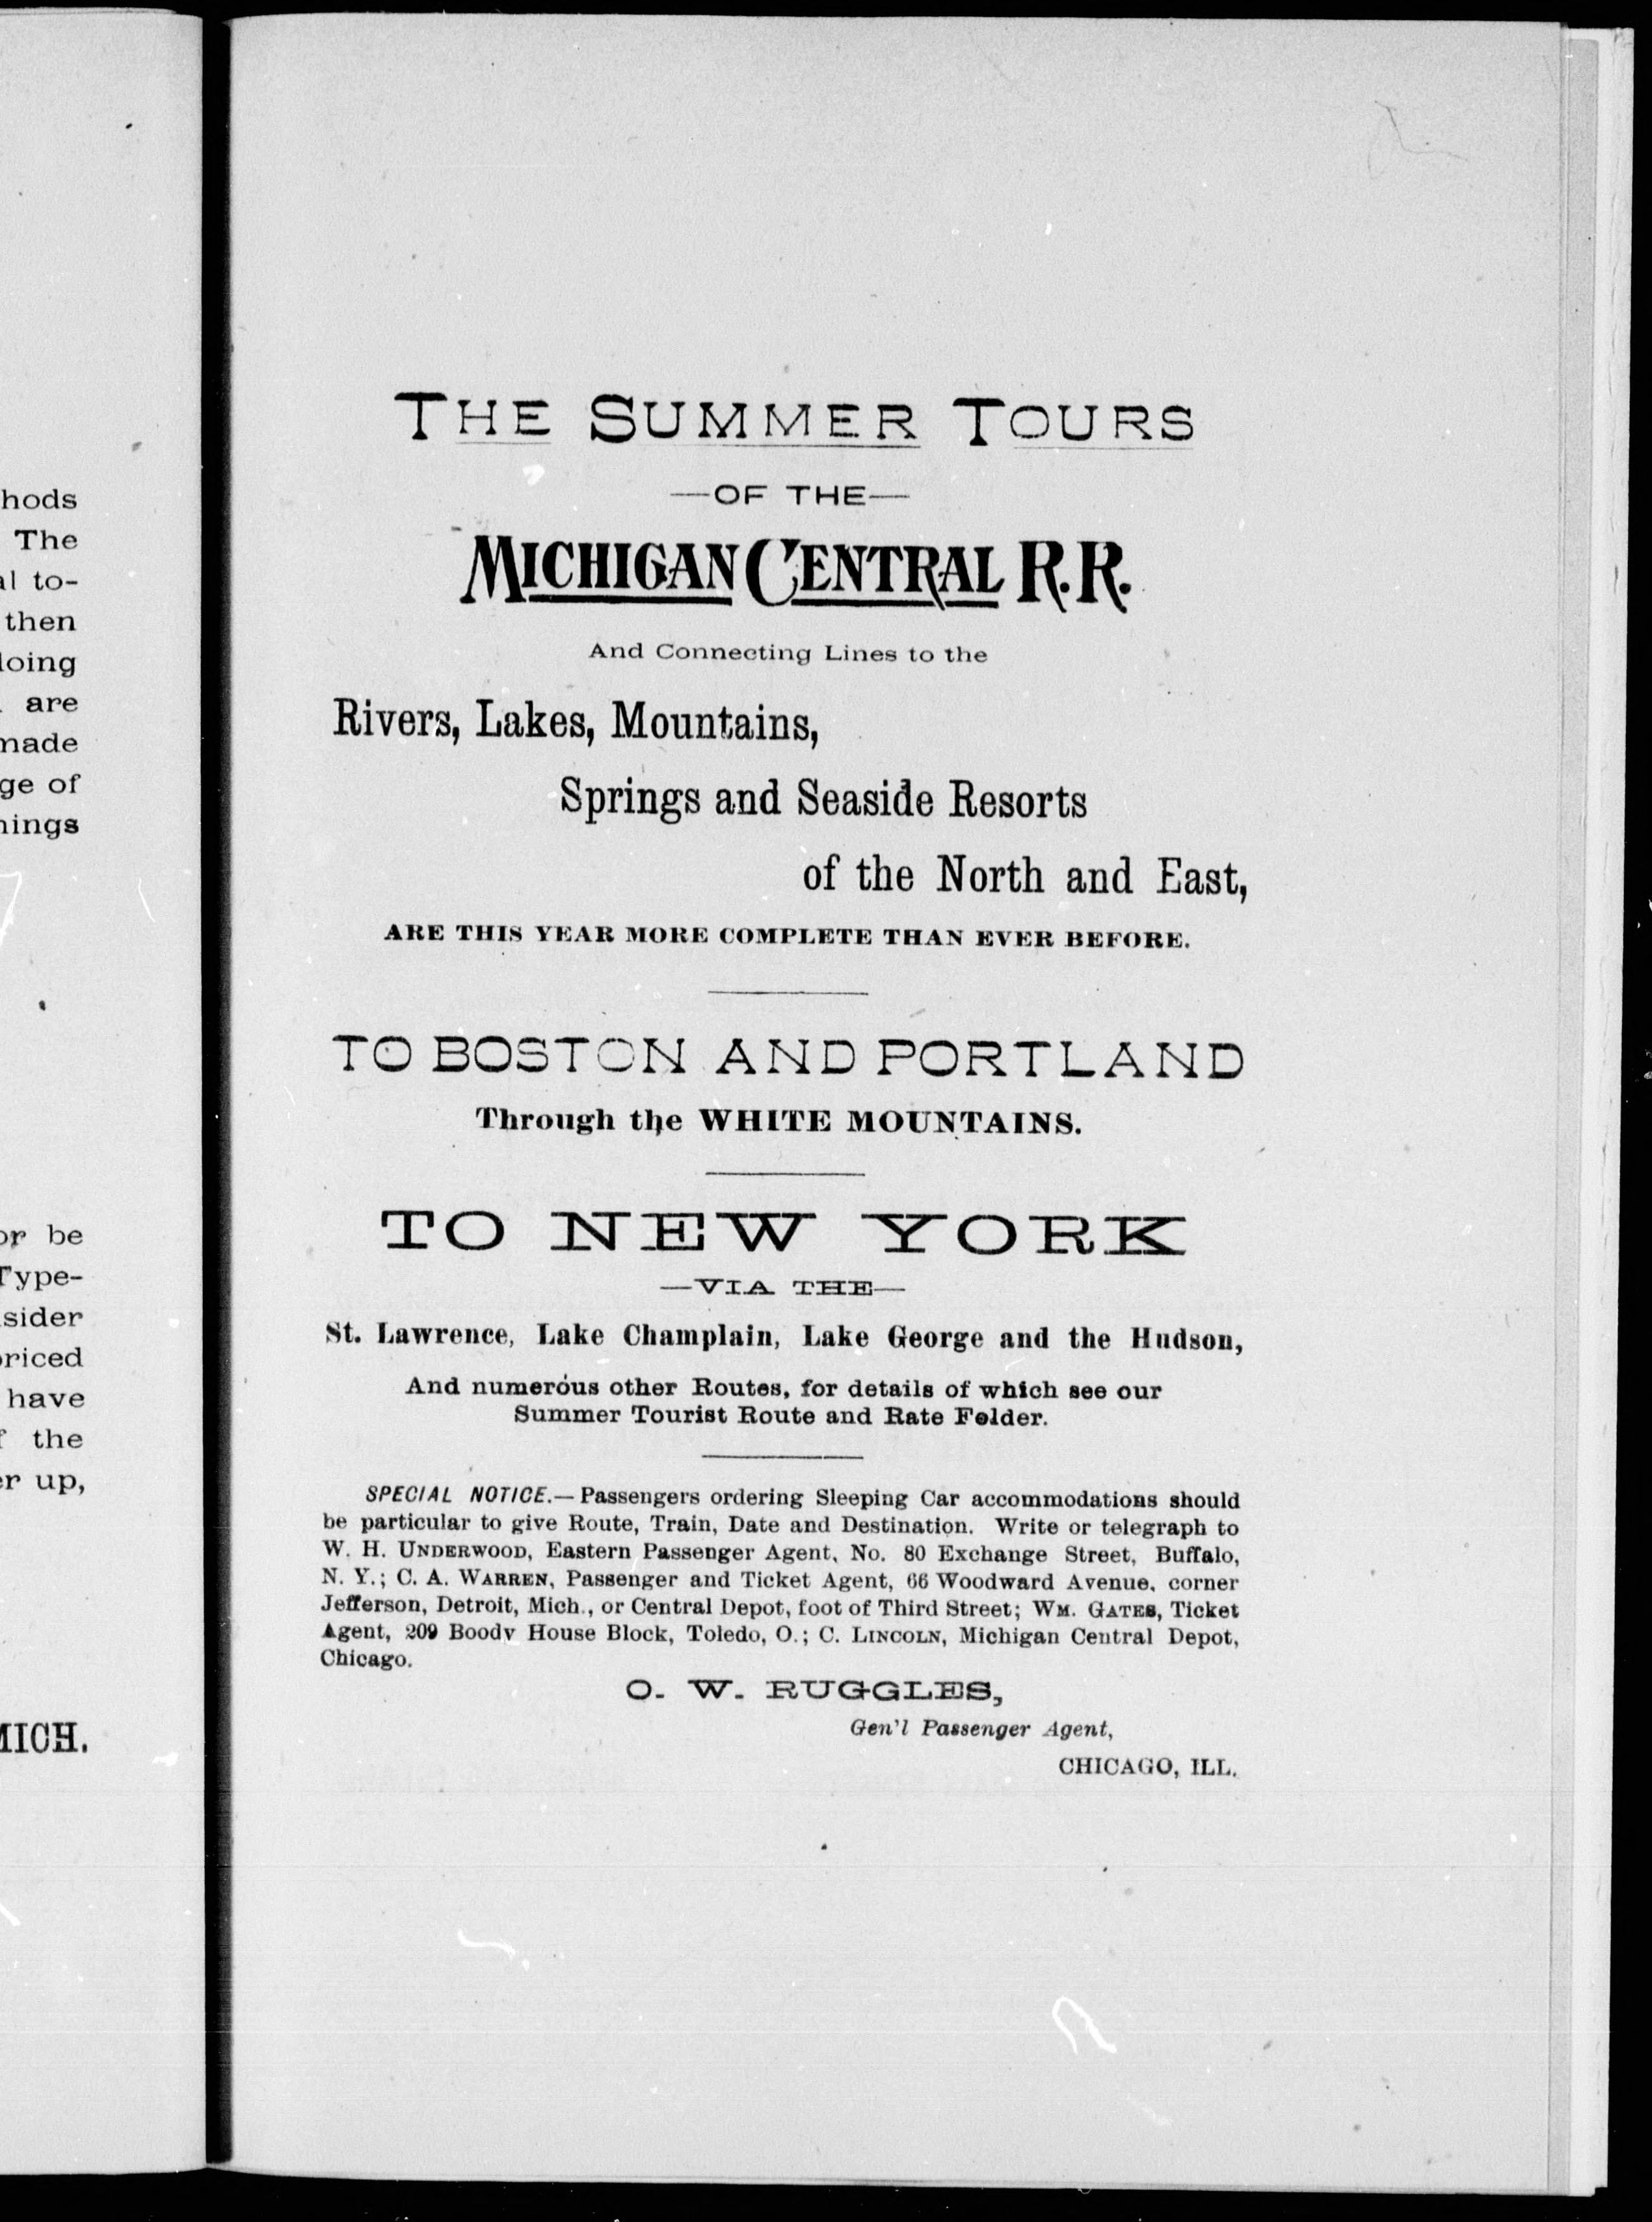 hods
The
al to-
then
doing
are
made
ge of
nings
or be
Type-
sider
priced
have
f the
er up,
MICH.
THE SUMMER TOURS
—OF THE—
MICHIGAN CENTRAL R.R.
And Connecting Lines to the
Rivers, Lakes, Mountains,
Springs and Seaside Resorts
of the North and East,
ARE THIS YEAR MORE COMPLETE THAN EVER BEFORE.
TO BOSTON AND PORTLAND
Through the WHITE MOUNTAINS.
TO NEW YORK
—VIA THE—
St. Lawrence, Lake Champlain, Lake George and the Hudson,
And numerous other Routes, for details of which see our
Summer Tourist Route and Rate Folder.
SPECIAL NOTICE.—Passengers ordering Sleeping Car accommodations should
be particular to give Route, Train, Date and Destination. Write or telegraph to
W. H. UNDERWOOD, Eastern Passenger Agent, No. 80 Exchange Street, Buffalo,
N. Y.; C. A. WARREN, Passenger and Ticket Agent, 66 Woodward Avenue, corner
Jefferson, Detroit, Mich., or Central Depot, foot of Third Street; WM. GATES, Ticket
Agent, 209 Boody House Block, Toledo, O.; C. LINCOLN, Michigan Central Depot,
Chicago.
O. W. RUGGLES,
Gen'l Passenger Agent,
CHICAGO, ILL.